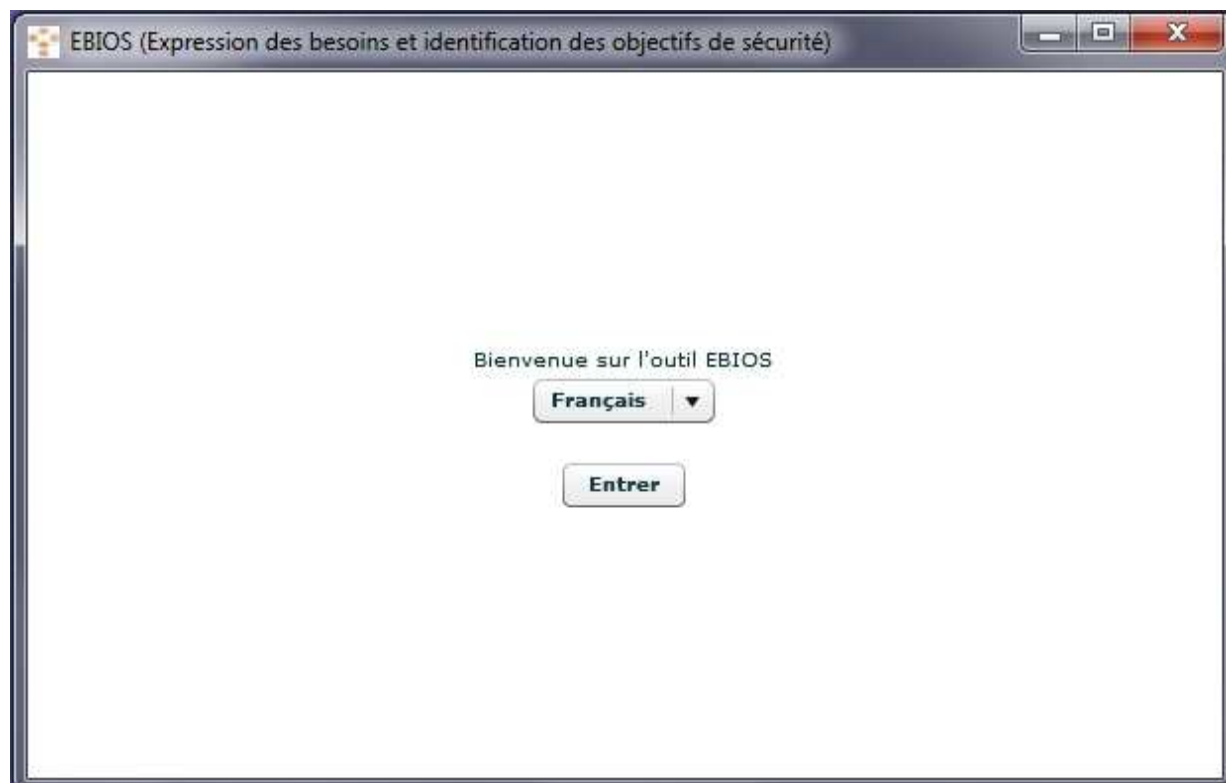 EBIOS (Expression des besoins et identification des objectifs de sécurité)
Bienvenue sur l'outil EBIOS
Français
Entrer